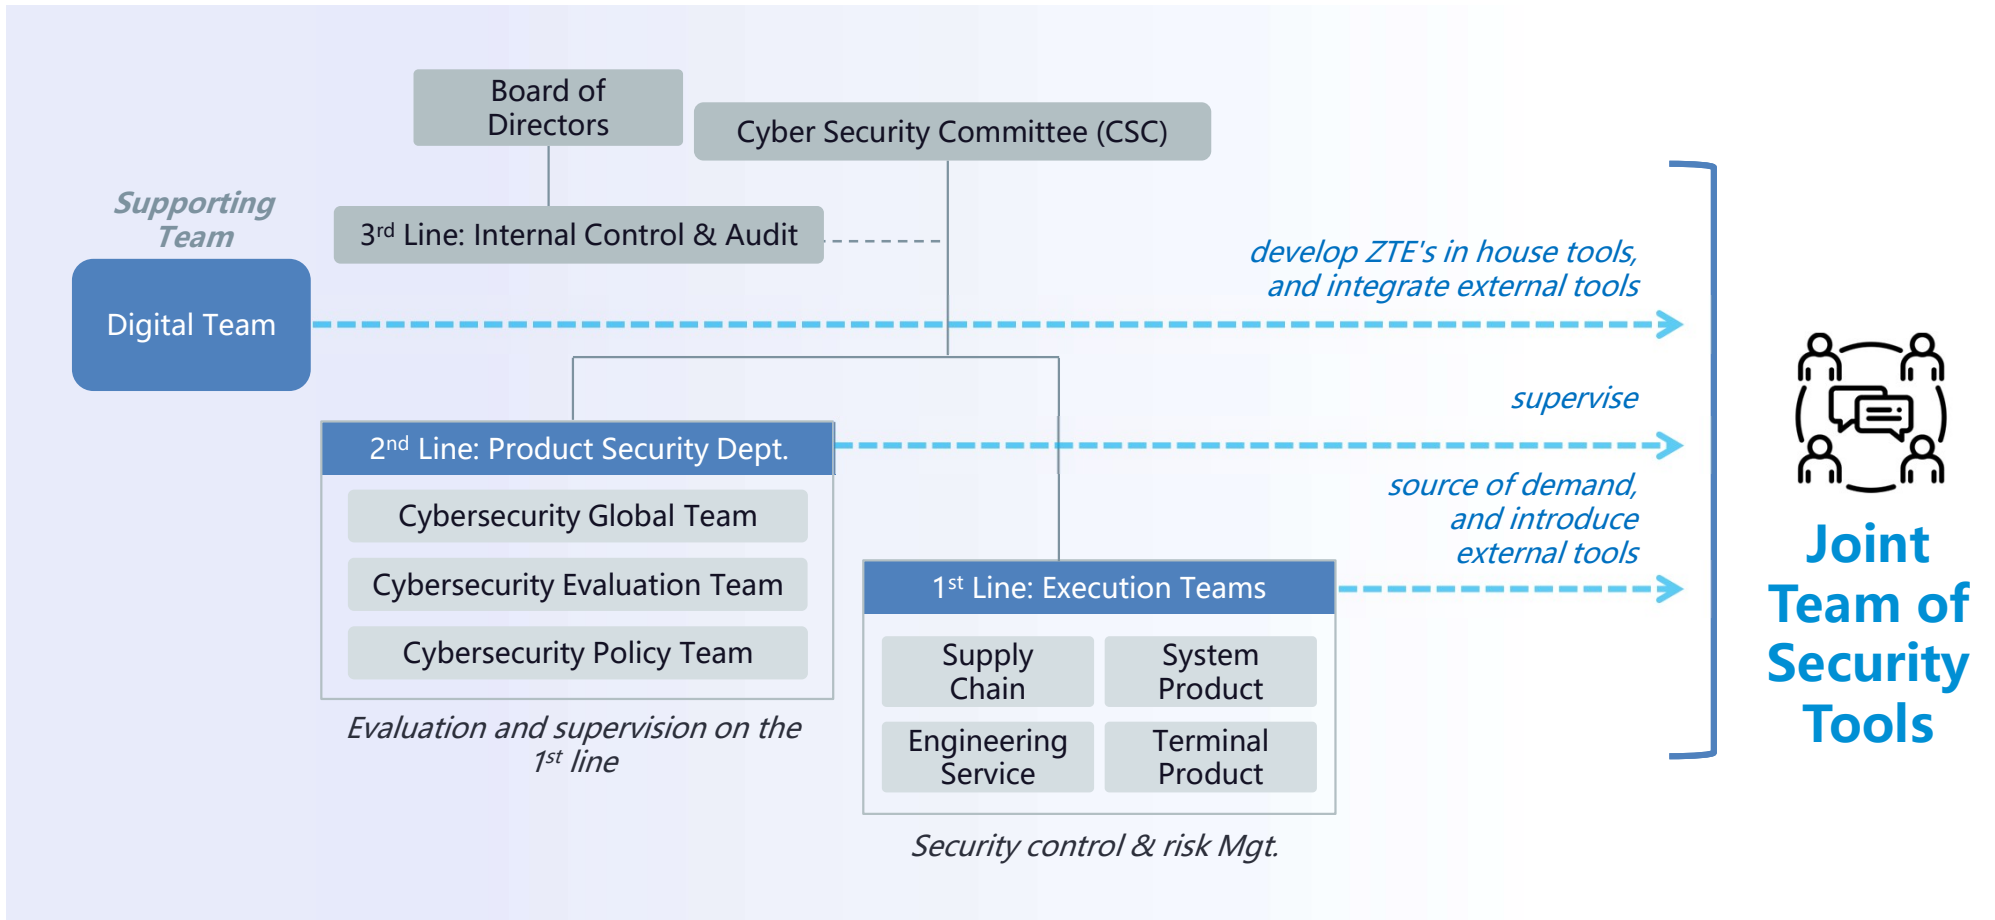 Board of
Directors
Cyber Security Committee (CSC)
Supporting
Team
3rd Line: Internal Control & Audit
Digital Team
develop ZTE's in house tools,
and integrate external tools
supervise
2nd Line: Product Security Dept.
Cybersecurity Global Team
Cybersecurity Evaluation Team
Cybersecurity Policy Team
Evaluation and supervision on the
1st line
source of demand,
and introduce
external tools
1st Line: Execution Teams
Supply
Chain
System
Product
Engineering
Service
Terminal
Product
Security control & risk Mgt.
Joint
Team of
Security
Tools